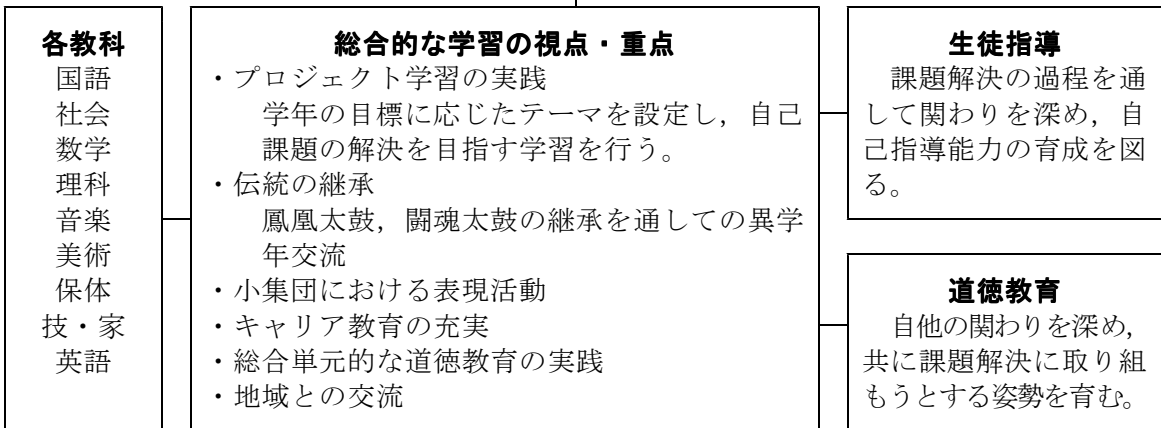 各教科
国語
社会
数学
理科
音楽
美術
保体
技・家
英語
総合的な学習の視点・重点
・プロジェクト学習の実践
学年の目標に応じたテーマを設定し，自己
課題の解決を目指す学習を行う。
・伝統の継承
鳳凰太鼓，闘魂太鼓の継承を通しての異学
年交流
・小集団における表現活動
・キャリア教育の充実
・総合単元的な道徳教育の実践
・地域との交流
生徒指導
課題解決の過程を通
して関わりを深め，自
己指導能力の育成を図
る。
道徳教育
自他の関わりを深め，
共に課題解決に取り組
もうとする姿勢を育む。